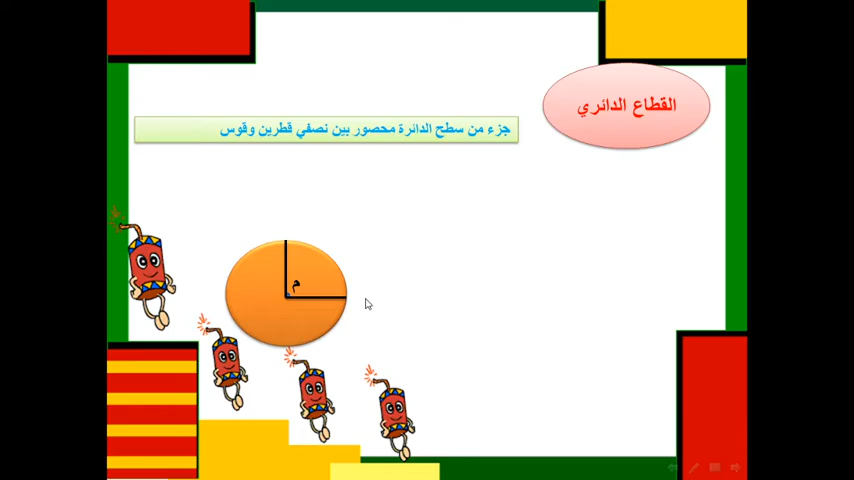 القطاع الدائري
جزء من سطح الدائرة محصور بين نصفي قطرين وقوس
م